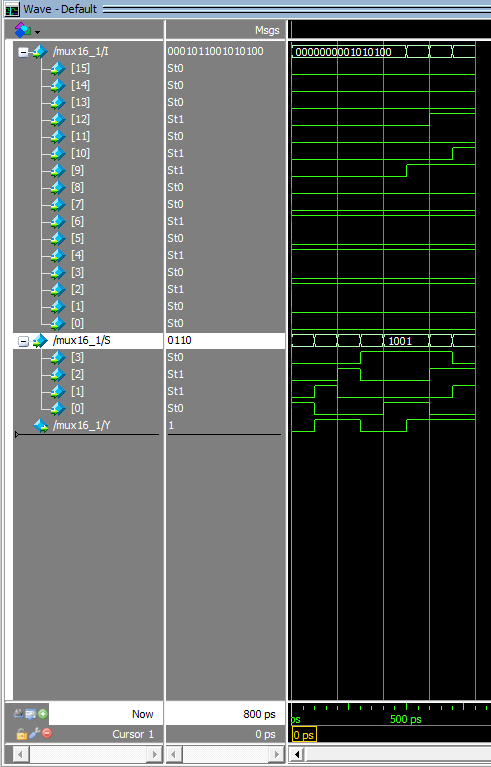 Wave - Default
Msgs
/mux16_1/I 0001011001010100 0000000001010100
[15] St0
[14] St0
[13] St0
[12] St1
[11] St0
[10] St1
[9] St1
[8] St0
[7] St0
[6] St1
[5] St0
[4] St1
[3] St0
[2] St1
[1] St0
[0] St0
/mux16_1/S 0110 1001
[3] St0
[2] St1
[1] St1
[0] St0
/mux16_1/Y 1
Now 800 ps ps 500 ps
Cursor 1 0 ps 0 ps